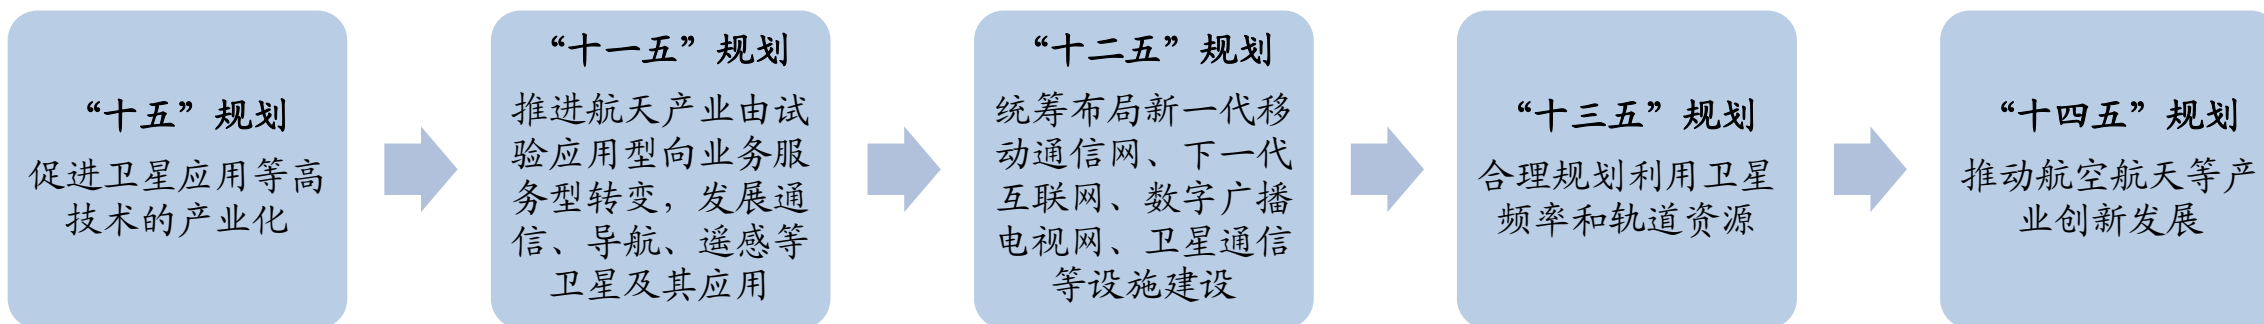 “十五”规划
促进卫星应用等高
技术的产业化
“十一五”规划
推进航天产业由试
验应用型向业务服
务型转变，发展通
信、导航、遥感等
卫星及其应用
“十二五”规划
统筹布局新一代移
动通信网、下一代
互联网、数字广播
电视网、卫星通信
等设施建设
“十三五”规划
合理规划利用卫星
频率和轨道资源
“十四五”规划
推动航空航天等产
业创新发展